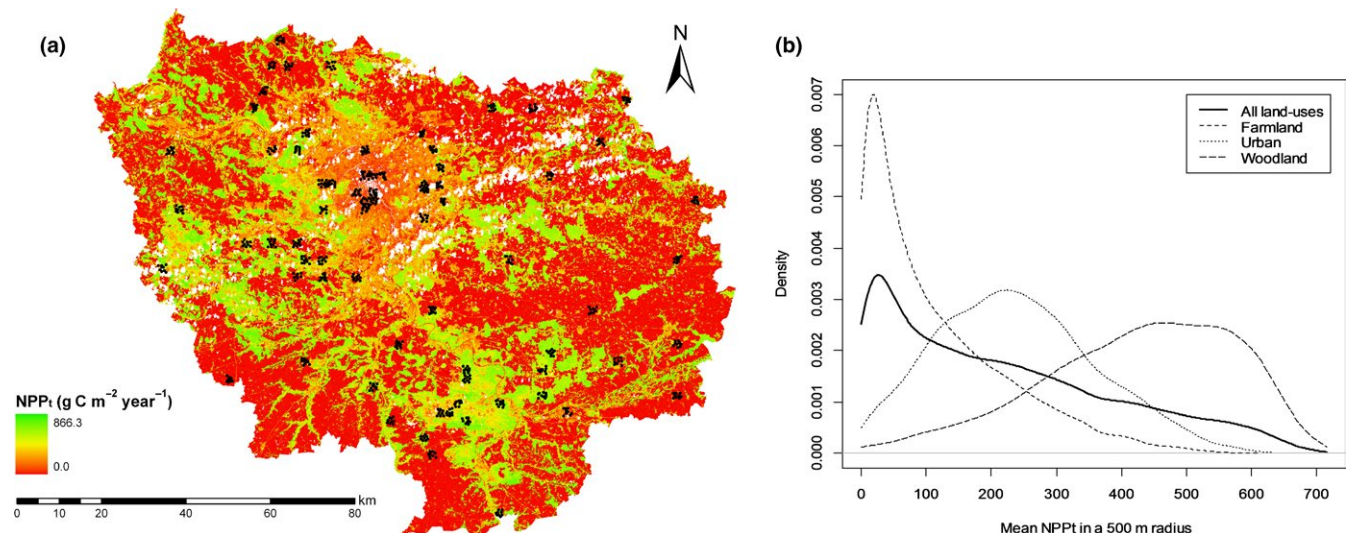 (a)
N
NPPt (g C m−2 year−1)
866.3
0.0
km
0 10 20 40 60 80
(b)
0.007
0.006
0.005
0.004
0.003
0.002
0.001
0.000
Density
All land-uses
Farmland
Urban
Woodland
0 100 200 300 400 500 600 700
Mean NPPt in a 500 m radius